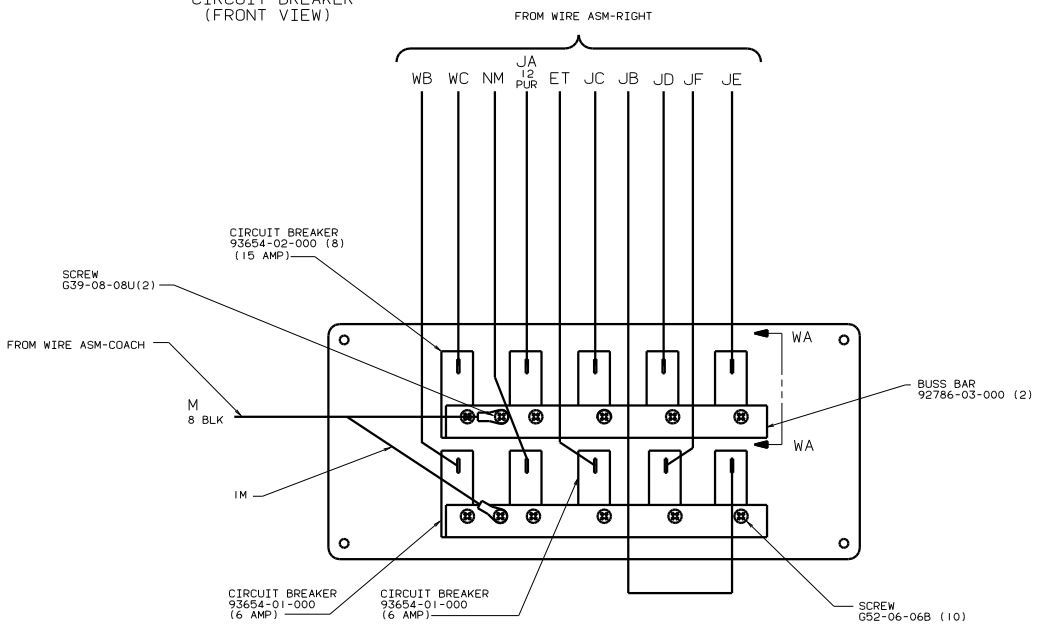 CIRCUIT BREAKER
(FRONT VIEW)
FROM WIRE ASM-RIGHT
WB WC NM JA ET JC JB JD JF JE
12
PUR
CIRCUIT BREAKER
93654-02-000 (8)
(15 AMP)
SCREW
G39-08-08U(2)
FROM WIRE ASM-COACH
M
8 BLK
WA
BUSS BAR
92786-03-000 (2)
WA
1M
CIRCUIT BREAKER
93654-01-000
(6 AMP)
CIRCUIT BREAKER
93654-01-000
(6 AMP)
SCREW
G52-06-06B (10)